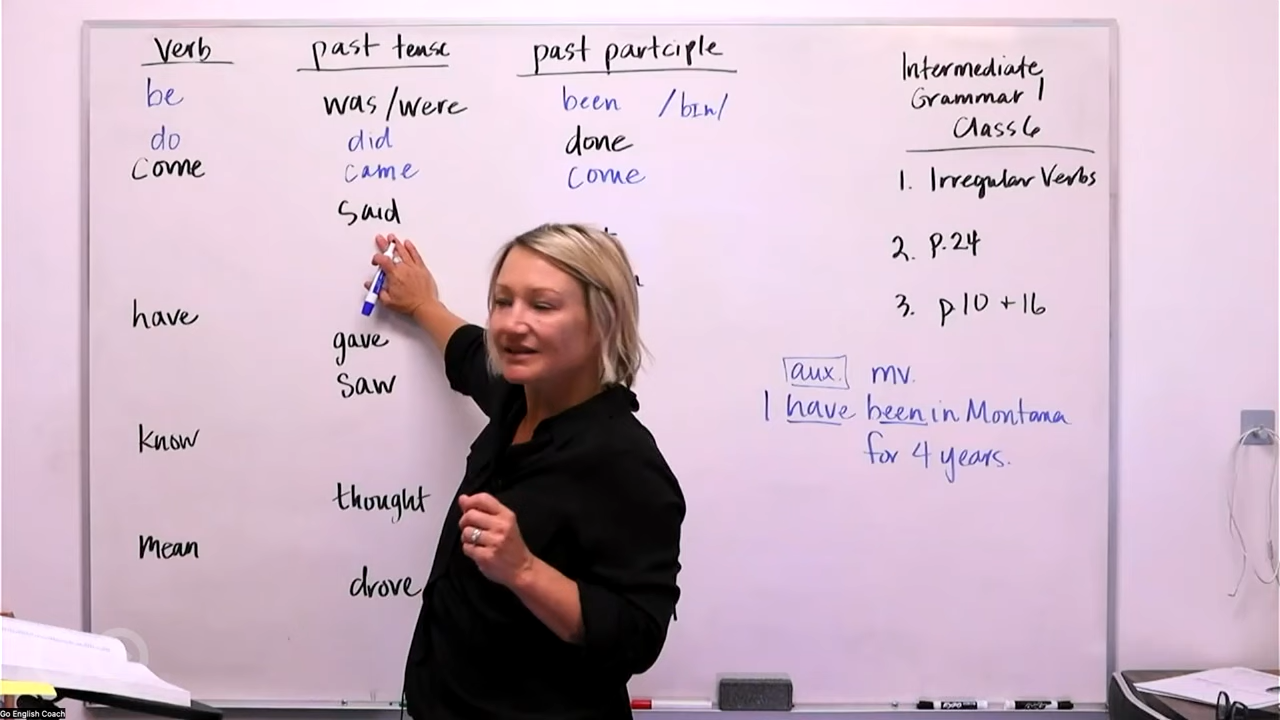 Verb past tense past partciple
be was/were been /bɪn/
do did done
come came come
said
have
gave
saw
know
thought
mean
drove
Intermediate
Grammar 1
Class 6
1. Irregular Verbs
2. p.24
3. p 10 + 16
aux. mv.
I have been in Montana
for 4 years.
Go English Coach
EXPO